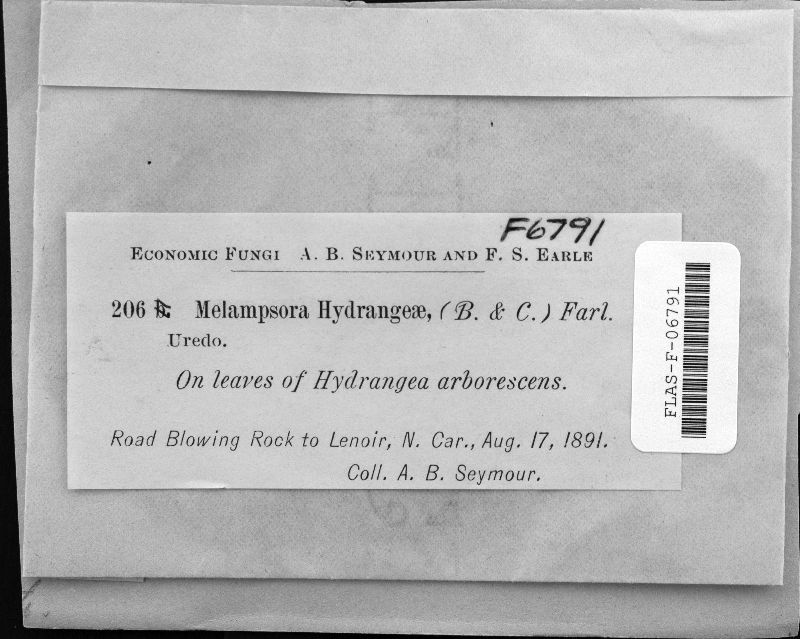 F6791
ECONOMIC FUNGI A. B. SEYMOUR AND F. S. EARLE
206 b. Melampsora Hydrangeæ, (B. & C.) Farl.
Uredo.
On leaves of Hydrangea arborescens.
Road Blowing Rock to Lenoir, N. Car., Aug. 17, 1891.
Coll. A. B. Seymour.
FLAS-F-06791